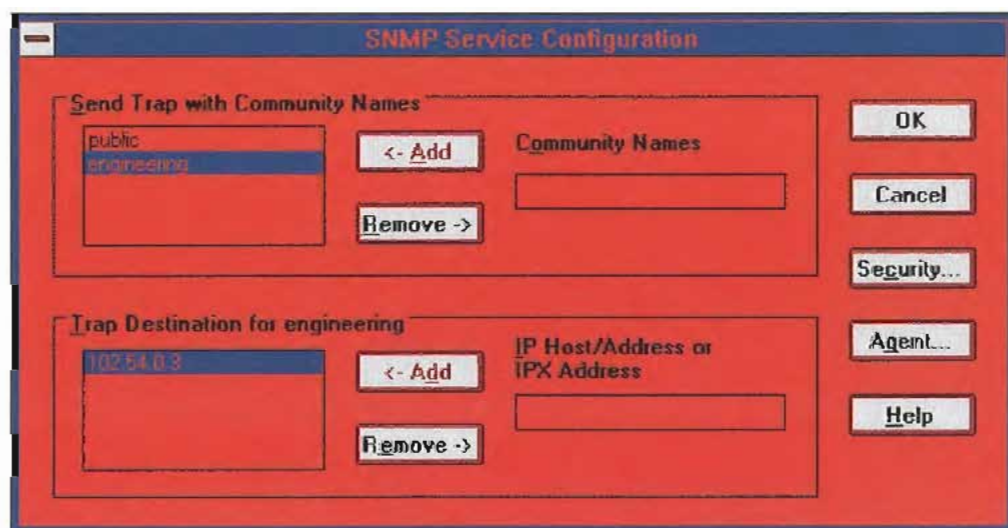 SNMP Service Configuration
Send Trap with Community Names
public
engineering
<- Add
Remove ->
Community Names
OK
Cancel
Security...
Agent...
Help
Trap Destination for engineering
102.54.0.3
<- Add
Remove ->
IP Host/Address or
IPX Address